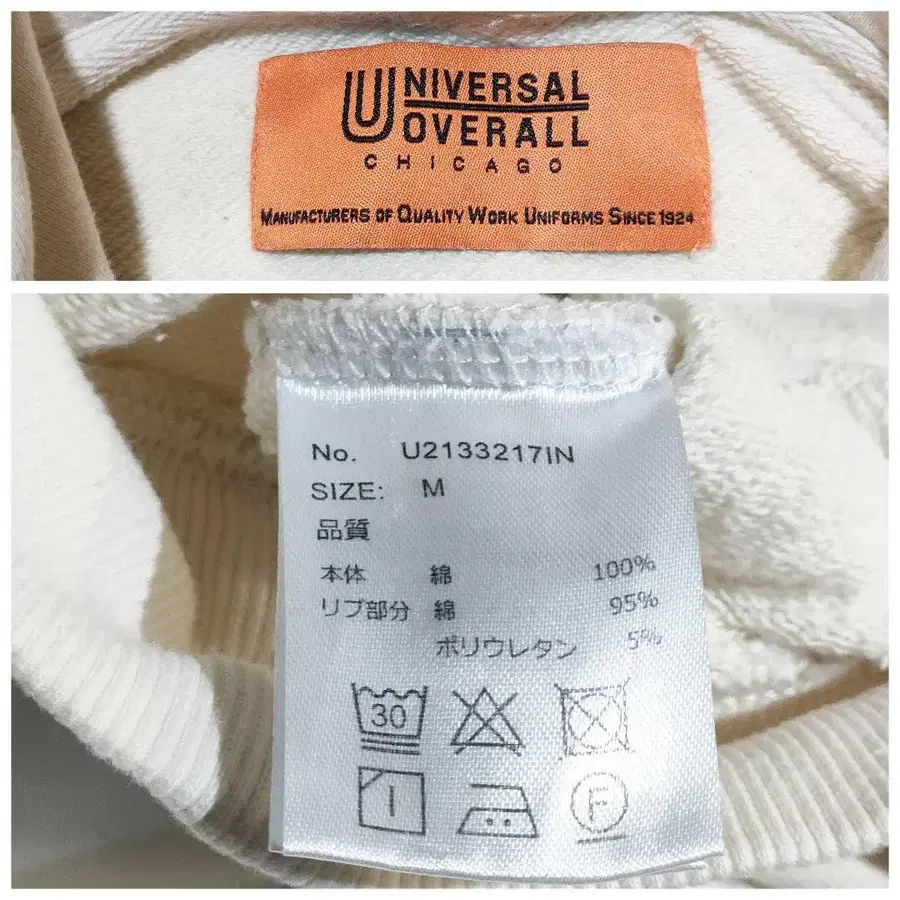 UNIVERSAL
OVERALL
CHICAGO
MANUFACTURERS OF QUALITY WORK UNIFORMS SINCE 1924
No. U2133217IN
SIZE: M
品質
本体 綿 100%
リブ部分 綿 95%
ポリウレタン 5%
30
F